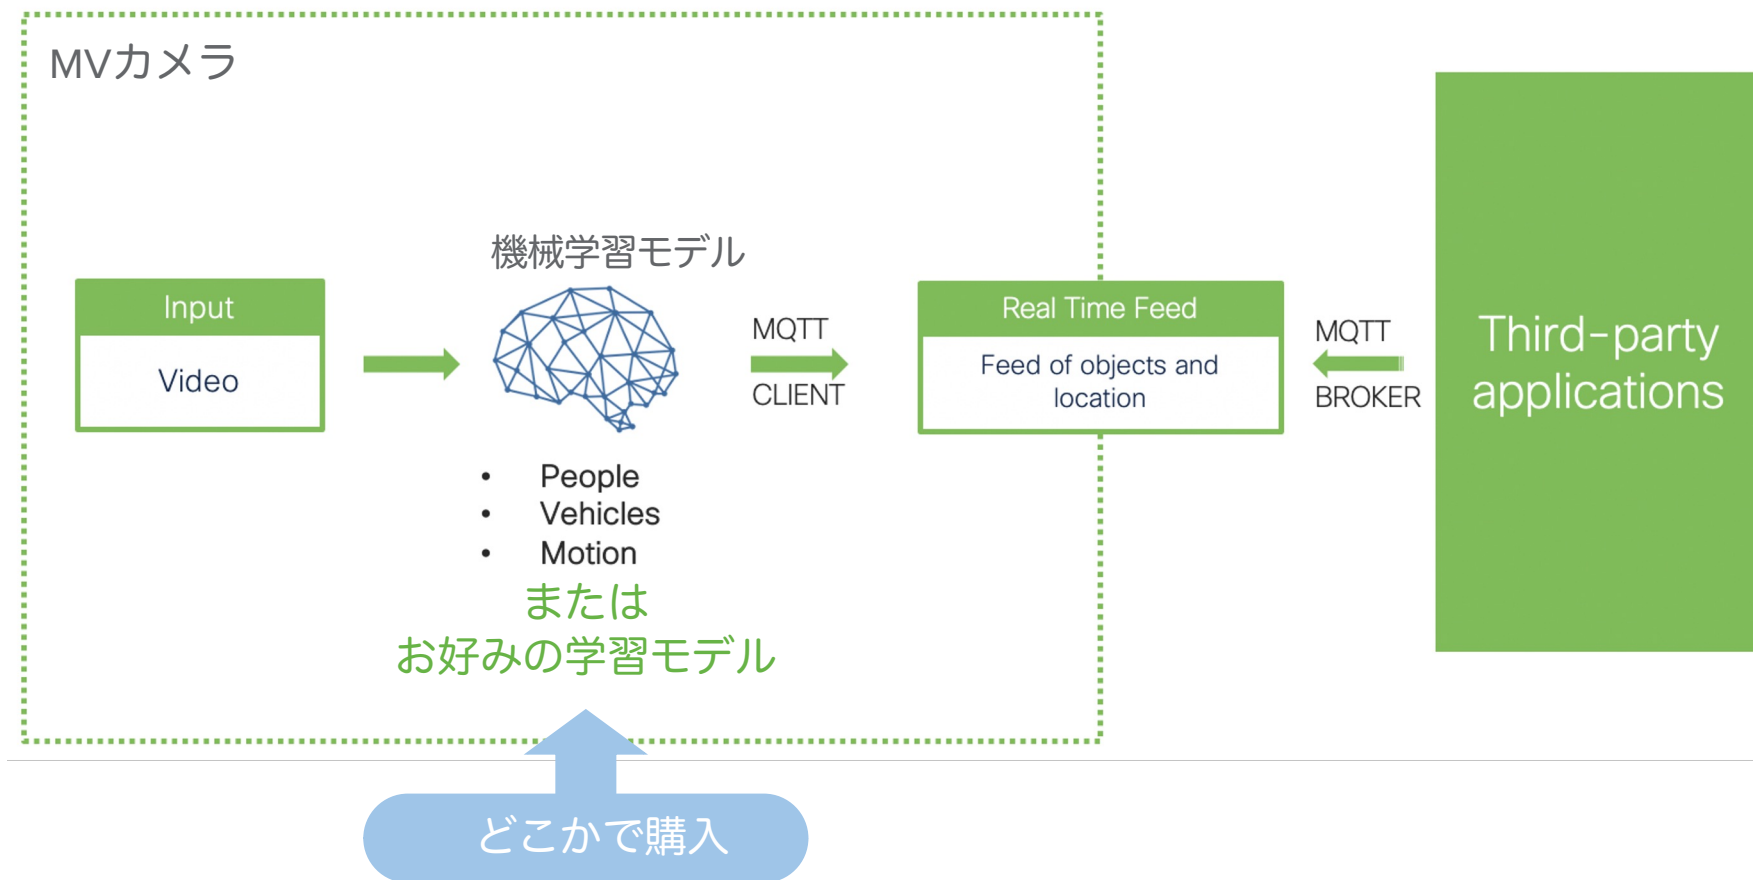 MVカメラ
機械学習モデル
Input
Video
MQTT
CLIENT
Real Time Feed
Feed of objects and
location
MQTT
BROKER
Third-party
applications
• People
• Vehicles
• Motion
または
お好みの学習モデル
どこかで購入